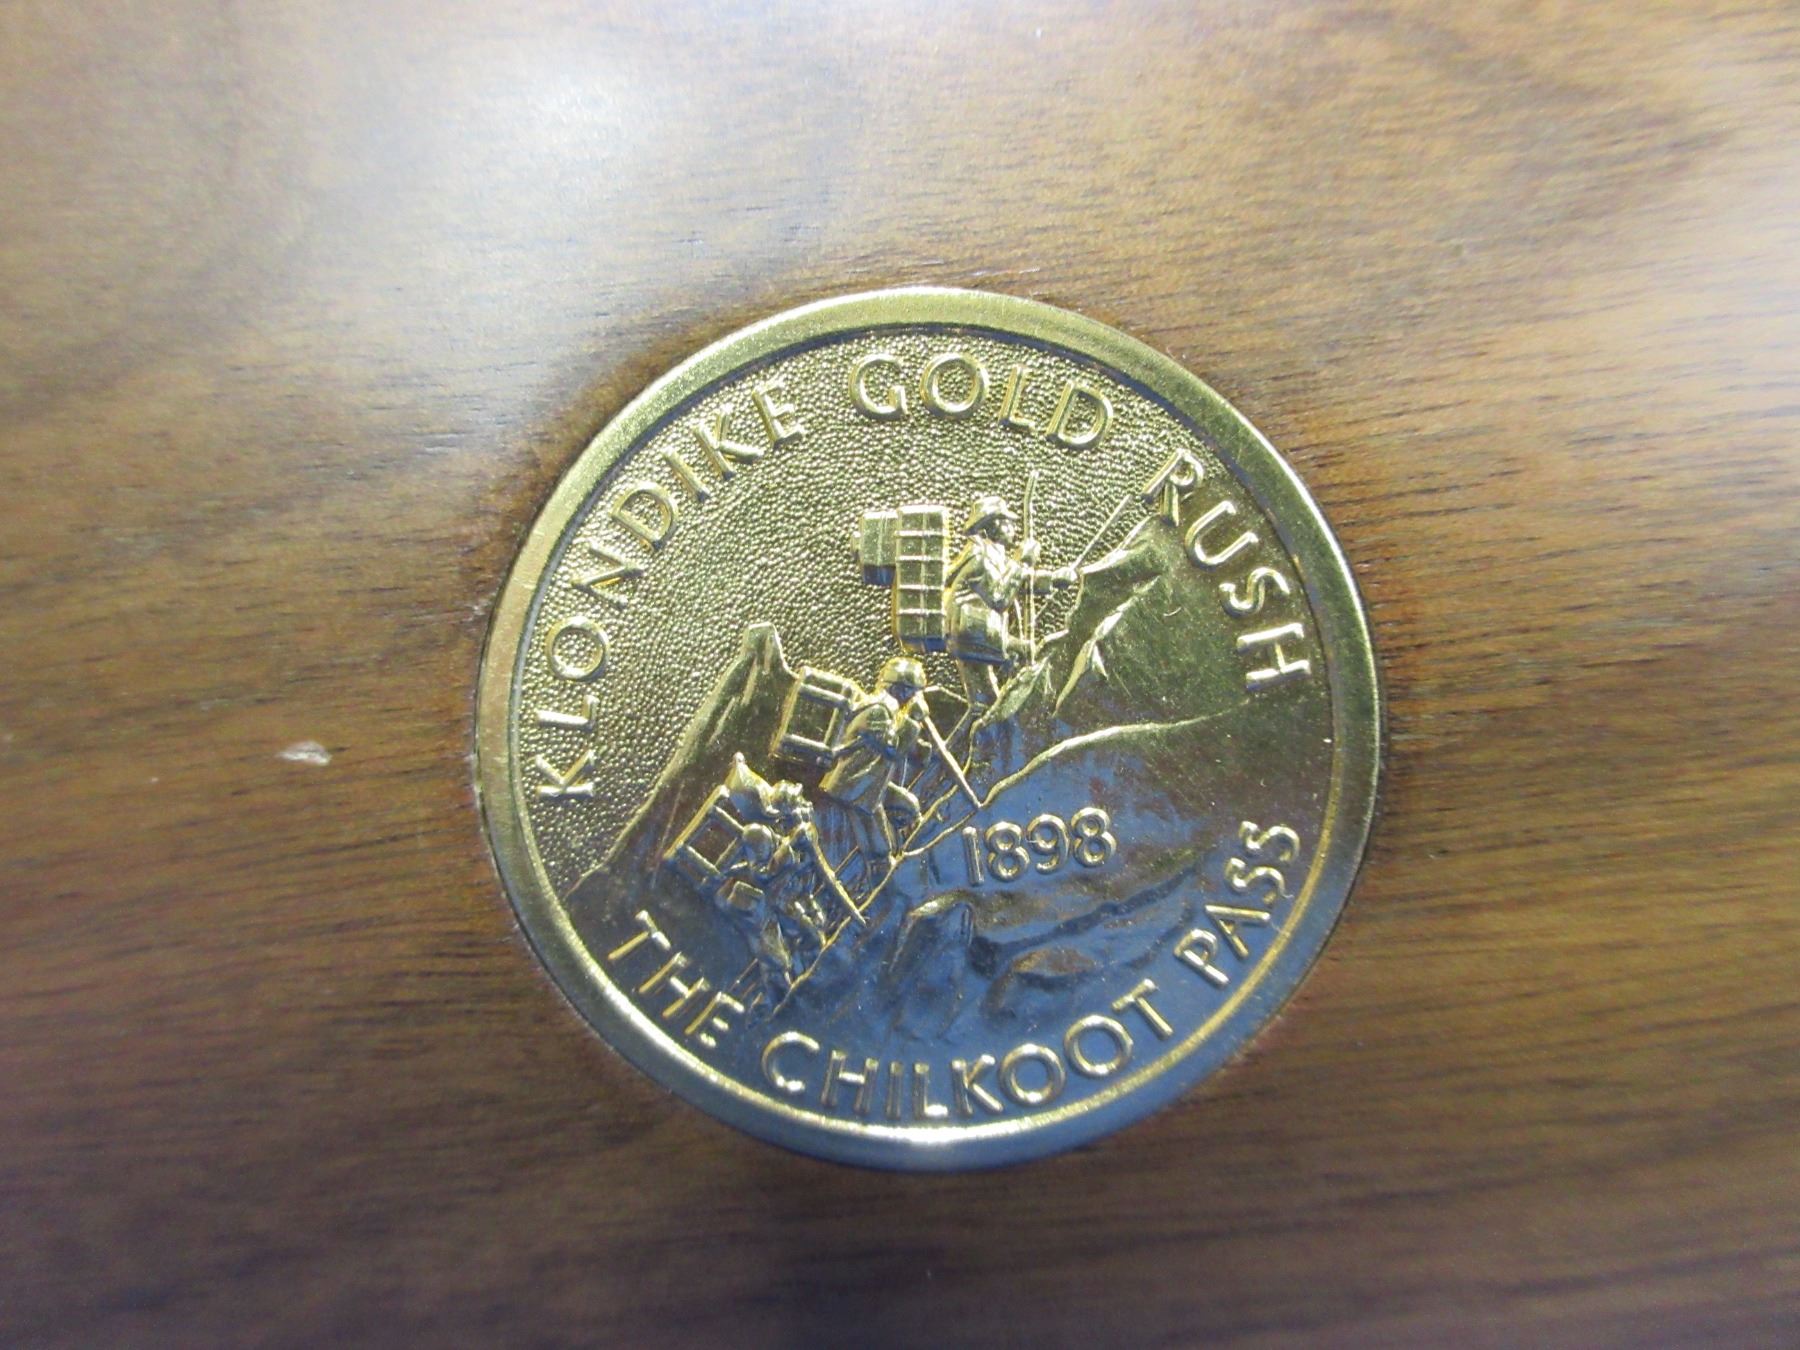 KLONDIKE GOLD RUSH
1898
THE CHILKOOT PASS